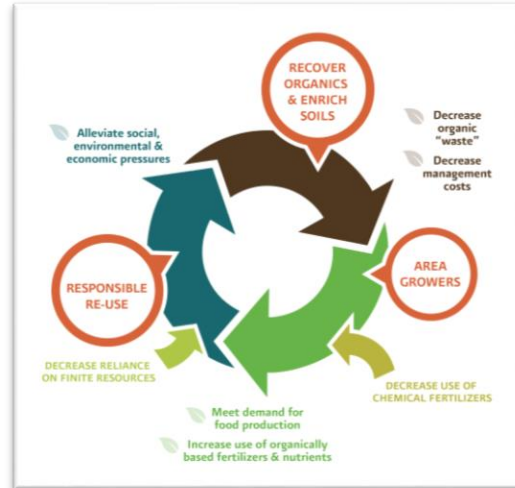 RECOVER
ORGANICS
& ENRICH
SOILS
Decrease
organic
"waste"
Decrease
management
costs
AREA
GROWERS
DECREASE USE OF
CHEMICAL FERTILIZERS
Meet demand for
food production
Increase use of organically
based fertilizers & nutrients
DECREASE RELIANCE
ON FINITE RESOURCES
RESPONSIBLE
RE-USE
Alleviate social,
environmental &
economic pressures